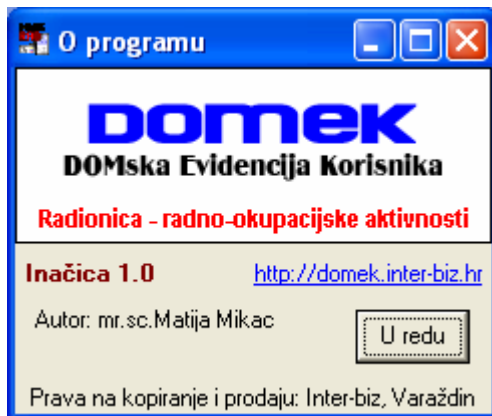 O programu
DOMEK
DOMska Evidencija Korisnika
Radionica - radno-okupacijske aktivnosti
Inačica 1.0
http://domek.inter-biz.hr
Autor: mr.sc.Matija Mikac
U redu
Prava na kopiranje i prodaju: Inter-biz, Varaždin